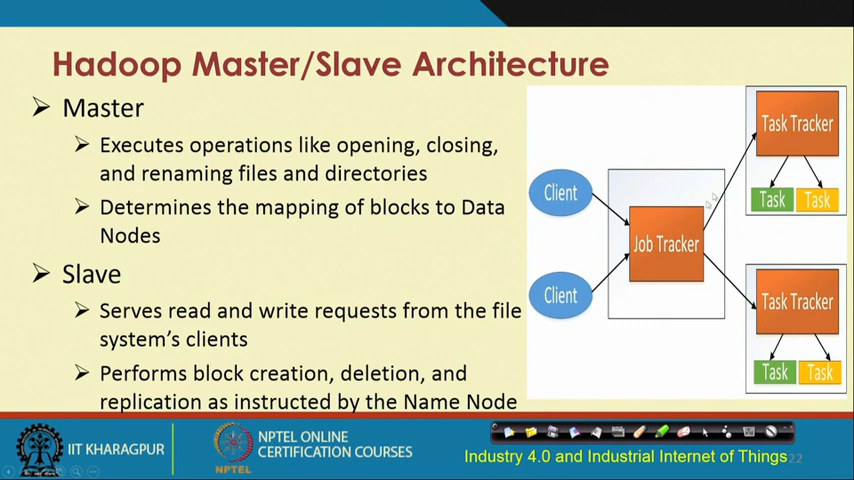 Hadoop Master/Slave Architecture
➢ Master
➢ Executes operations like opening, closing,
and renaming files and directories
➢ Determines the mapping of blocks to Data
Nodes
➢ Slave
➢ Serves read and write requests from the file
system's clients
➢ Performs block creation, deletion, and
replication as instructed by the Name Node
Client
Client
Job Tracker
Task Tracker
Task
Task
Task Tracker
Task
Task
IIT KHARAGPUR
NPTEL
NPTEL ONLINE
CERTIFICATION COURSES
Industry 4.0 and Industrial Internet of Things
22